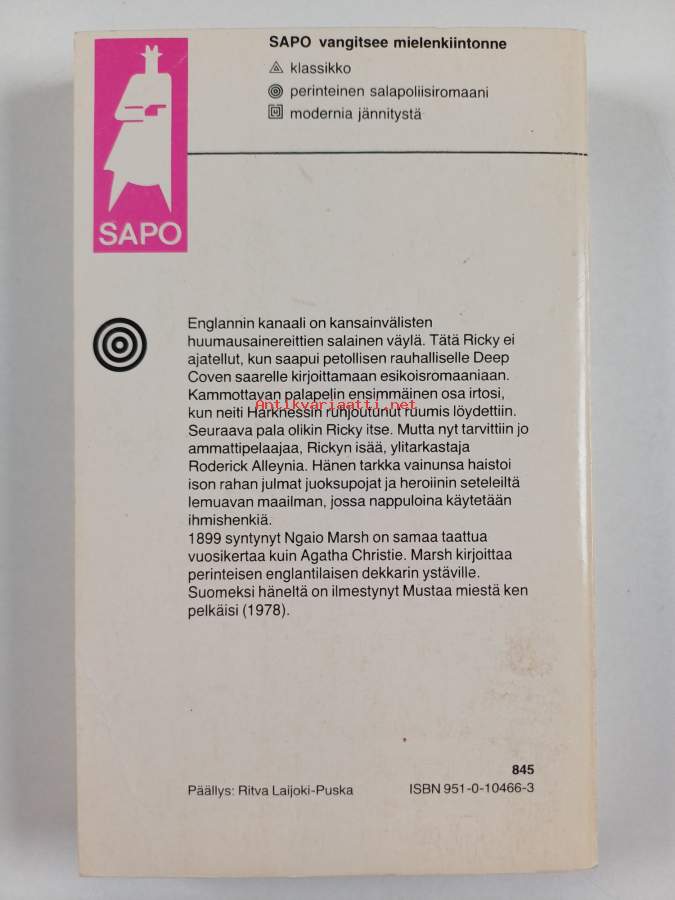 SAPO vangitsee mielenkiintonne
klassikko
perinteinen salapoliisiromaani
modernia jännitystä
SAPO
Englannin kanaali on kansainvälisten
huumausainereittien salainen väylä. Tätä Ricky ei
ajatellut, kun saapui petollisen rauhalliselle Deep
Coven saarelle kirjoittamaan esikoisromaaniaan.
Kammottavan palapelin ensimmäinen osa irtosi,
Antikvariaatti.net
kun neiti Harknessin runjoutunut ruumis löydettiin.
Seuraava pala olikin Ricky itse. Mutta nyt tarvittiin jo
ammattipelaajaa, Rickyn isää, ylitarkastaja
Roderick Alleynia. Hänen tarkka vainunsa haistoi
ison rahan julmat juoksupojat ja heroiinin seteleiltä
lemuavan maailman, jossa nappuloina käytetään
ihmishenkiä.
1899 syntynyt Ngaio Marsh on samaa taattua
vuosikertaa kuin Agatha Christie. Marsh kirjoittaa
perinteisen englantilaisen dekkarin ystäville.
Suomeksi häneltä on ilmestynyt Mustaa miestä ken
pelkäisi (1978).
845
Päällys: Ritva Laijoki-Puska ISBN 951-0-10466-3